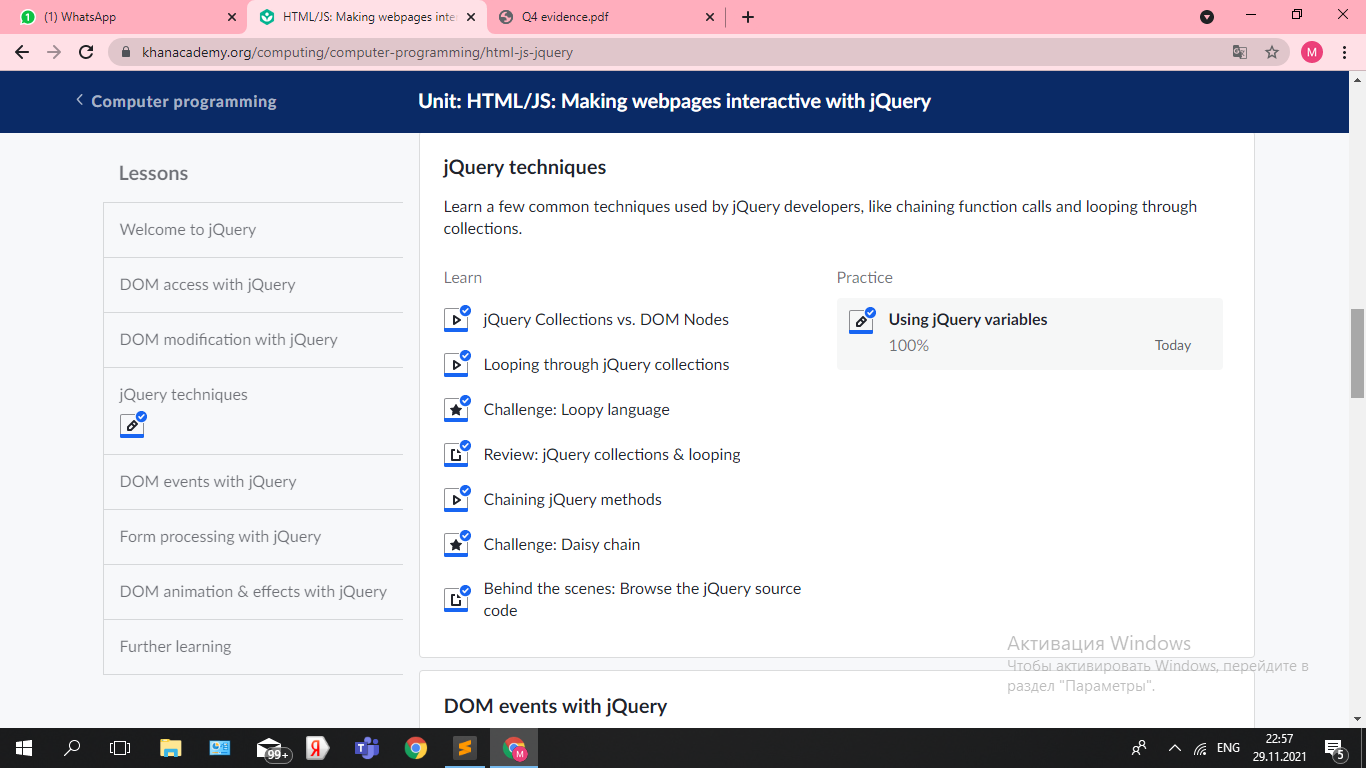 (1) WhatsApp
HTML/JS: Making webpages inter
Q4 evidence.pdf
khanacademy.org/computing/computer-programming/html-js-jquery
M
Computer programming
Unit: HTML/JS: Making webpages interactive with jQuery
Lessons
Welcome to jQuery
DOM access with jQuery
DOM modification with jQuery
jQuery techniques
DOM events with jQuery
Form processing with jQuery
DOM animation & effects with jQuery
Further learning
jQuery techniques
Learn a few common techniques used by jQuery developers, like chaining function calls and looping through
collections.
Learn
jQuery Collections vs. DOM Nodes
Looping through jQuery collections
Challenge: Loopy language
Review: jQuery collections & looping
Chaining jQuery methods
Challenge: Daisy chain
Behind the scenes: Browse the jQuery source
code
Practice
Using jQuery variables
100% Today
DOM events with jQuery
Активация Windows
Чтобы активировать Windows, перейдите в
раздел "Параметры".
99+
Я
M
ENG
22:57
29.11.2021
5